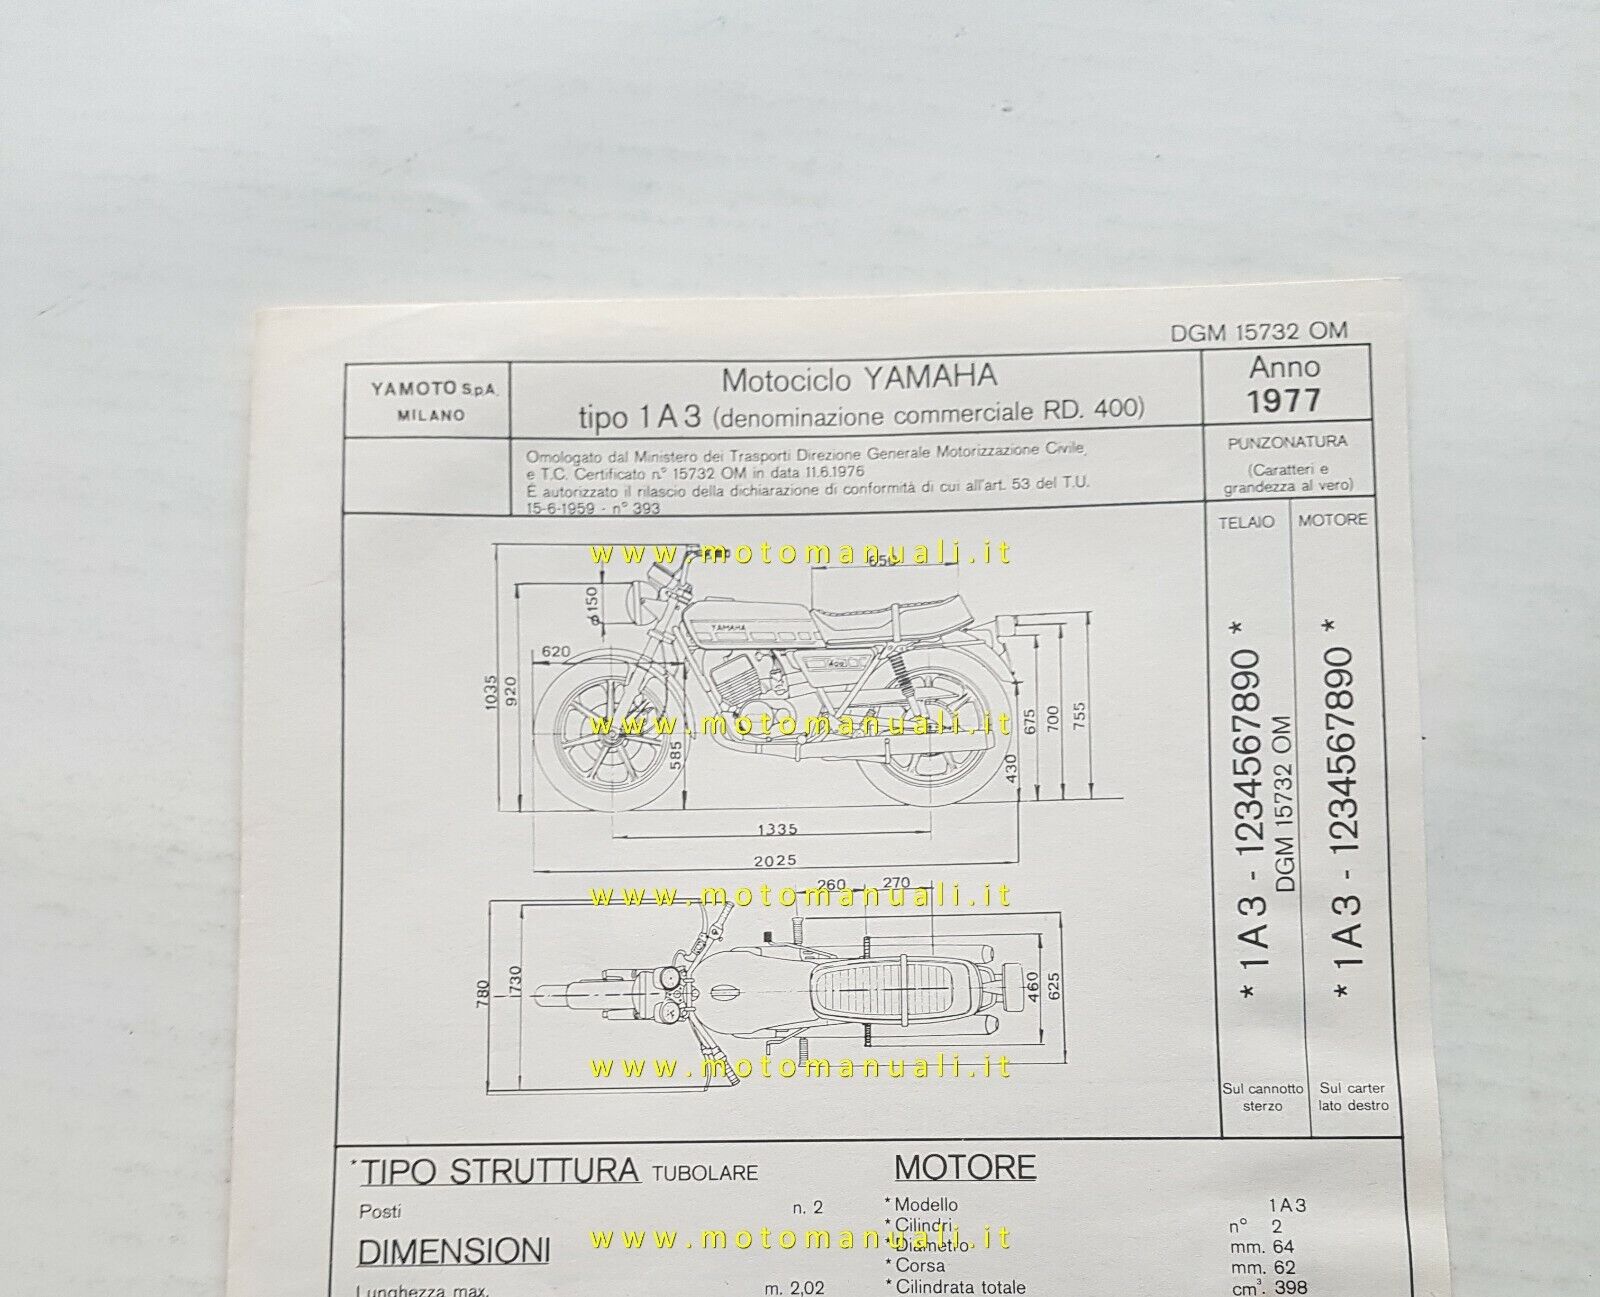 DGM 15732 OM
YAMOTO S.p.A.
MILANO
Motociclo YAMAHA
tipo 1A3 (denominazione commerciale RD. 400)
Anno
1977
Omologato dal Ministero dei Trasporti Direzione Generale Motorizzazione Civile,
e T.C. Certificato n° 15732 OM in data 11.6.1976
È autorizzato il rilascio della dichiarazione di conformità di cui all'art. 53 del T.U.
15-6-1959 - n° 393
PUNZONATURA
(Caratteri e
grandezza al vero)
TELAIO
MOTORE
www.motomanuali.it
650
ø150
YAMAHA
400
620
1035
920
585
www.motomanuali.it
675
700
755
430
1335
2025
www.motomanuali.it
260
270
780
730
460
625
www.motomanuali.it
* 1A3 - 1234567890 *
DGM 15732 OM
* 1A3 - 1234567890 *
Sul cannotto
sterzo
Sul carter
lato destro
*TIPO STRUTTURA TUBOLARE
Posti n. 2
DIMENSIONI
Lunghezza max. m. 2,02
MOTORE
*Modello 1A3
*Cilindri n° 2
www.motomanuali.it
*Diametro mm. 64
*Corsa mm. 62
*Cilindrata totale cm³. 398